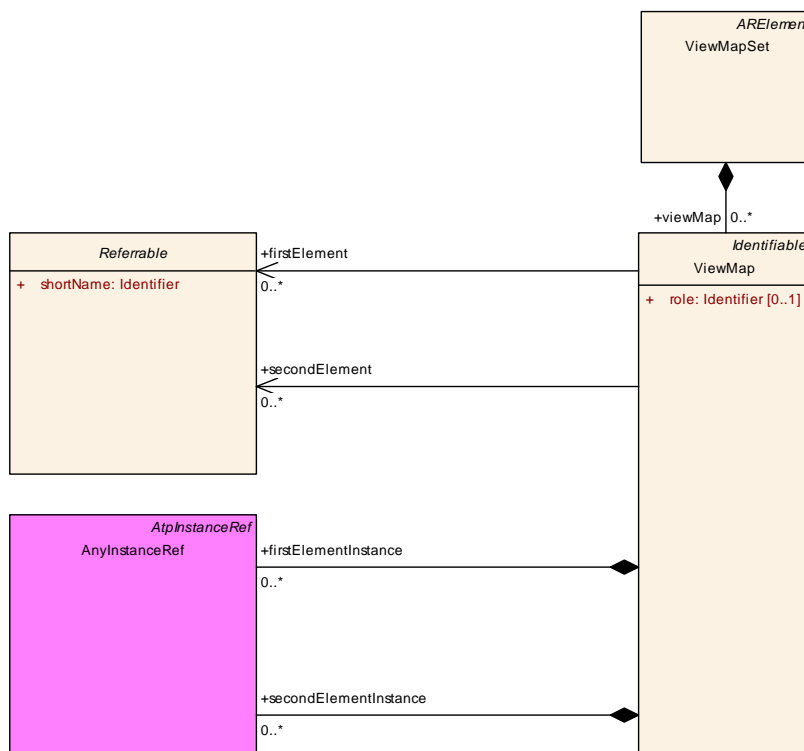 ARElemen
ViewMapSet
+viewMap 0..*
Referrable
+ shortName: Identifier
+firstElement
0..*
Identifiable
ViewMap
+ role: Identifier [0..1]
+secondElement
0..*
AtpInstanceRef
AnyInstanceRef
+firstElementInstance
0..*
+secondElementInstance
0..*